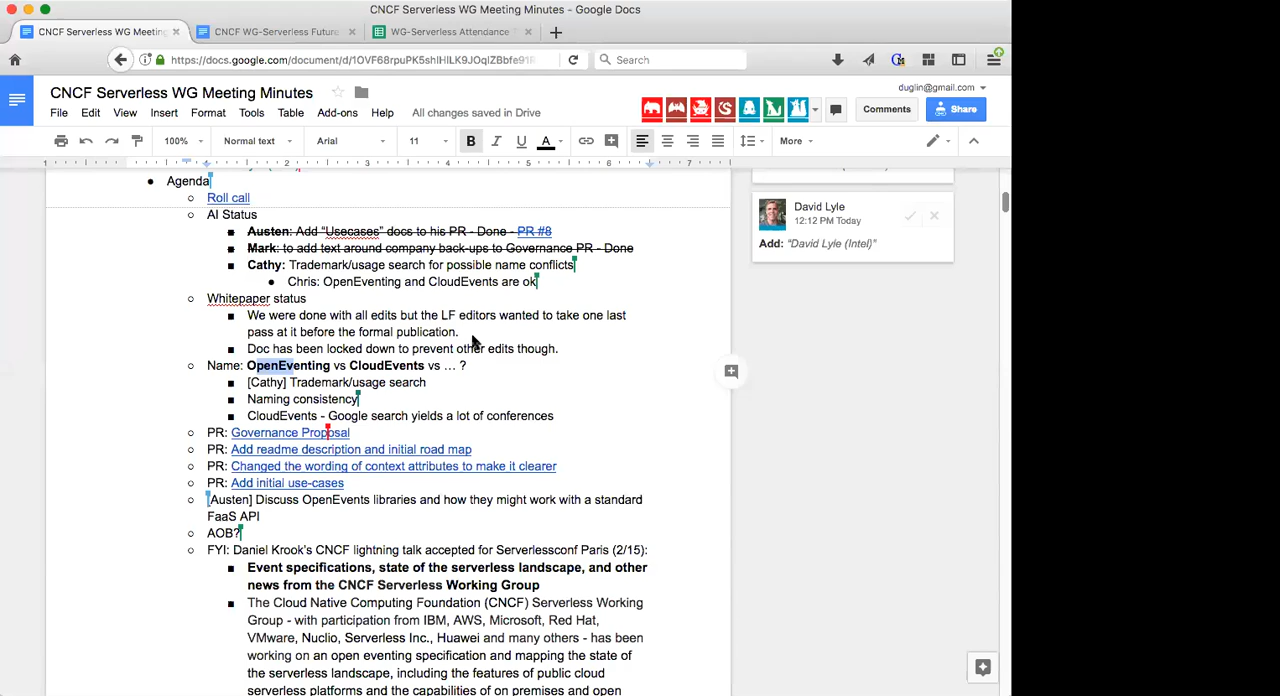 CNCF Serverless WG Meeting Minutes - Google Docs
CNCF Serverless WG Meeting
CNCF WG-Serverless Future
WG-Serverless Attendance
https://docs.google.com/document/d/
Search
CNCF Serverless WG Meeting Minutes
duglin@gmail.com
File Edit View Insert Format Tools Table Add-ons Help All changes saved in Drive
Comments
Share
100% Normal text Arial 11 B I U A More
1 1 2 3 4 5 6 7
• Agenda
○ Roll call
○ AI Status
■ Austen: Add “Usecases” docs to his PR - Done - PR #8
■ Mark: to add text around company back-ups to Governance PR - Done
■ Cathy: Trademark/usage search for possible name conflicts
• Chris: OpenEventing and CloudEvents are ok
○ Whitepaper status
■ We were done with all edits but the LF editors wanted to take one last
pass at it before the formal publication.
■ Doc has been locked down to prevent other edits though.
○ Name: OpenEventing vs CloudEvents vs ... ?
■ [Cathy] Trademark/usage search
■ Naming consistency
■ CloudEvents - Google search yields a lot of conferences
○ PR: Governance Proposal
○ PR: Add readme description and initial road map
○ PR: Changed the wording of context attributes to make it clearer
○ PR: Add initial use-cases
○ [Austen] Discuss OpenEvents libraries and how they might work with a standard
FaaS API
○ AOB?
○ FYI: Daniel Krook’s CNCF lightning talk accepted for Serverlessconf Paris (2/15):
■ Event specifications, state of the serverless landscape, and other
news from the CNCF Serverless Working Group
■ The Cloud Native Computing Foundation (CNCF) Serverless Working
Group - with participation from IBM, AWS, Microsoft, Red Hat,
VMware, Nuclio, Serverless Inc., Huawei and many others - has been
working on an open eventing specification and mapping the state of
the serverless landscape, including the features of public cloud
serverless platforms and the capabilities of on premises and open
David Lyle
12:12 PM Today
Add: “David Lyle (Intel)”